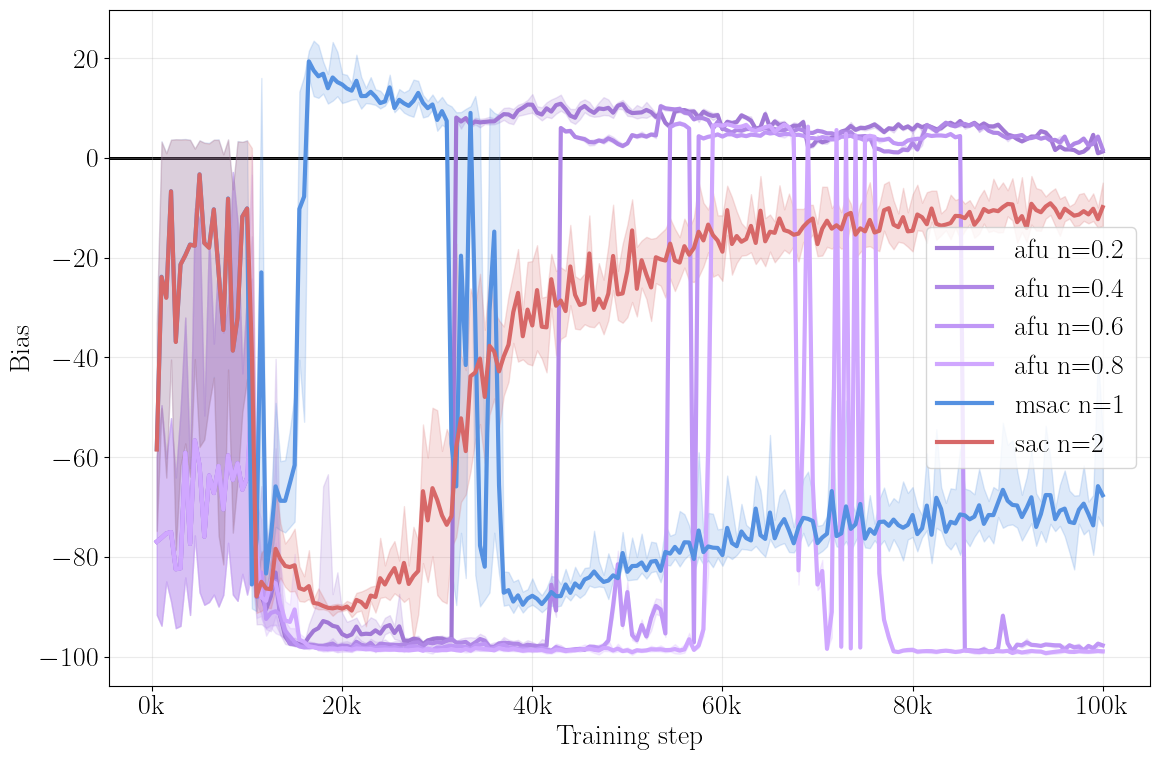 Bias
20
0
−20
−40
−60
−80
−100
afu n=0.2
afu n=0.4
afu n=0.6
afu n=0.8
msac n=1
sac n=2
0k
20k
40k
60k
80k
100k
Training step